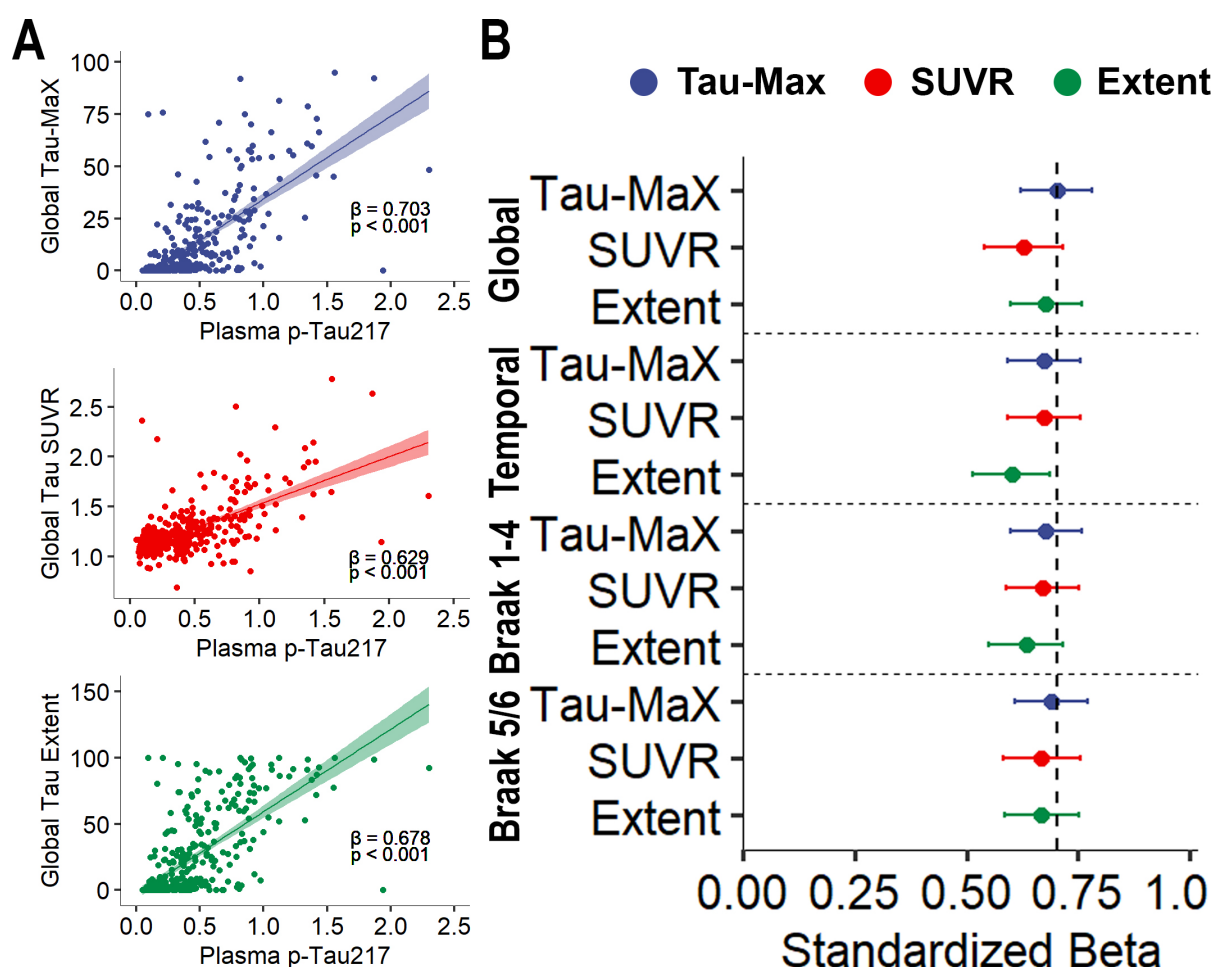 A
Global Tau-MaX
100
75
50
25
0
β = 0.703
p < 0.001
0.0 0.5 1.0 1.5 2.0 2.5
Plasma p-Tau217
Global Tau SUVR
2.5
2.0
1.5
1.0
β = 0.629
p < 0.001
0.0 0.5 1.0 1.5 2.0 2.5
Plasma p-Tau217
Global Tau Extent
150
100
50
0
β = 0.678
p < 0.001
0.0 0.5 1.0 1.5 2.0 2.5
Plasma p-Tau217
B
Tau-Max SUVR Extent
Global
Tau-MaX
SUVR
Extent
Temporal
Tau-MaX
SUVR
Extent
Braak 1-4
Tau-MaX
SUVR
Extent
Braak 5/6
Tau-MaX
SUVR
Extent
0.00 0.25 0.50 0.75 1.0
Standardized Beta